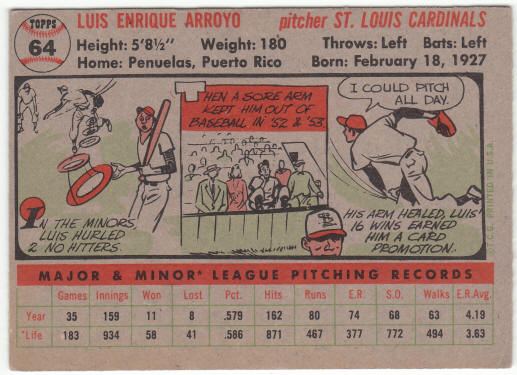 TOPPS
64
LUIS ENRIQUE ARROYO pitcher ST. LOUIS CARDINALS
Height: 5'8½" Weight: 180 Throws: Left Bats: Left
Home: Penuelas, Puerto Rico Born: February 18, 1927
IN THE MINORS,
LUIS HURLED
2 NO HITTERS.
THEN A SORE ARM
KEPT HIM OUT OF
BASEBALL IN '52 & '53.
I COULD PITCH
ALL DAY.
HIS ARM HEALED, LUIS'
16 WINS EARNED
HIM A CARD
PROMOTION.
T.C.G. PRINTED IN U.S.A.
MAJOR & MINOR* LEAGUE PITCHING RECORDS
Games Innings Won Lost Pct. Hits Runs E.R. S.O. Walks E.R.Avg.
Year 35 159 11 8 .579 162 80 74 68 63 4.19
*Life 183 934 58 41 .586 871 467 377 772 494 3.63